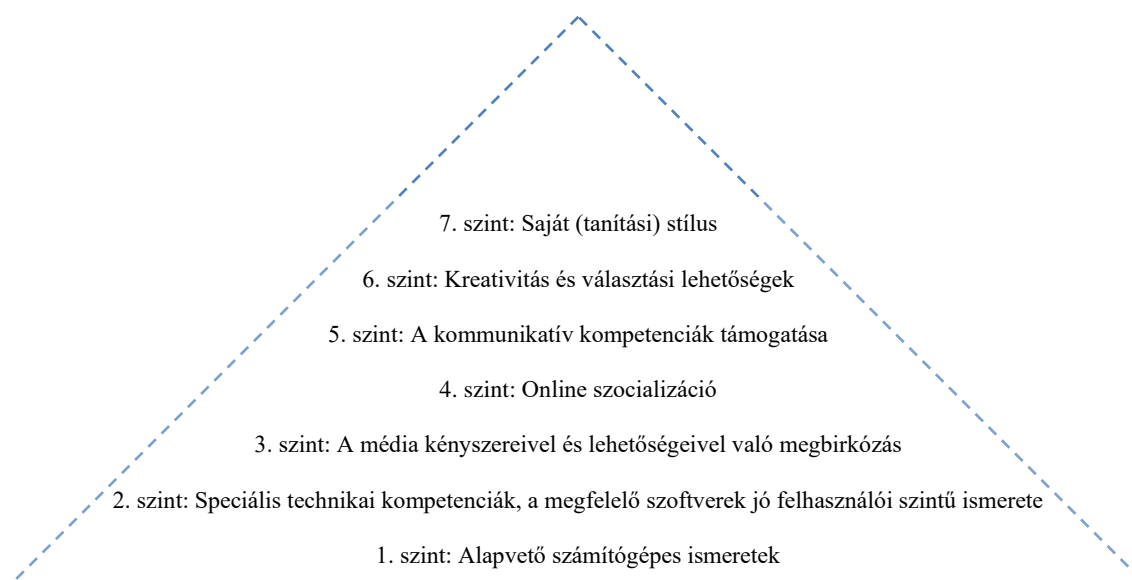 7. szint: Saját (tanítási) stílus
6. szint: Kreativitás és választási lehetőségek
5. szint: A kommunikatív kompetenciák támogatása
4. szint: Online szocializáció
3. szint: A média kényszereivel és lehetőségeivel való megbirkózás
2. szint: Speciális technikai kompetenciák, a megfelelő szoftverek jó felhasználói szintű ismerete
1. szint: Alapvető számítógépes ismeretek